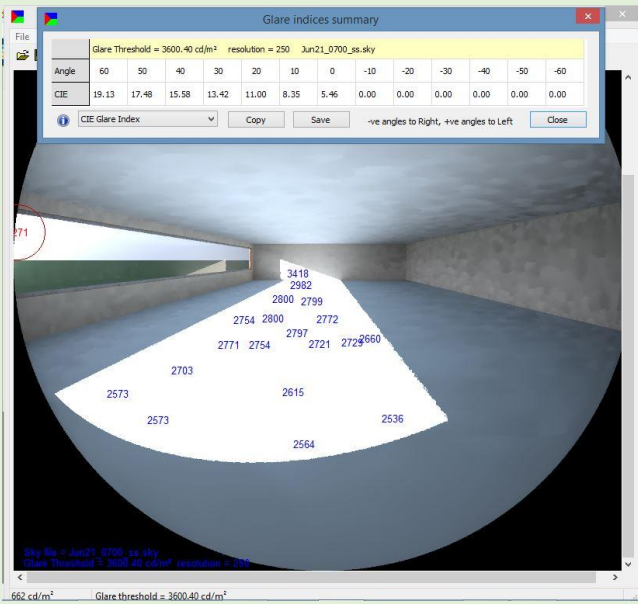 Glare indices summary
File
Glare Threshold = 3600.40 cd/m² resolution = 250 Jun21_0700_ss.sky
Angle 60 50 40 30 20 10 0 -10 -20 -30 -40 -50 -60
CIE 19.13 17.48 15.58 13.42 11.00 8.35 5.46 0.00 0.00 0.00 0.00 0.00 0.00
CIE Glare Index Copy Save -ve angles to Right, +ve angles to Left Close
271
3418
2982
2800 2799
2754 2800 2772
2797
2771 2754 2721 2729 2660
2703
2573 2615
2573 2536
2564
Sky file = Jun21_0700_ss.sky
Glare Threshold = 3600.40 cd/m² resolution = 250
662 cd/m² Glare threshold = 3600.40 cd/m²